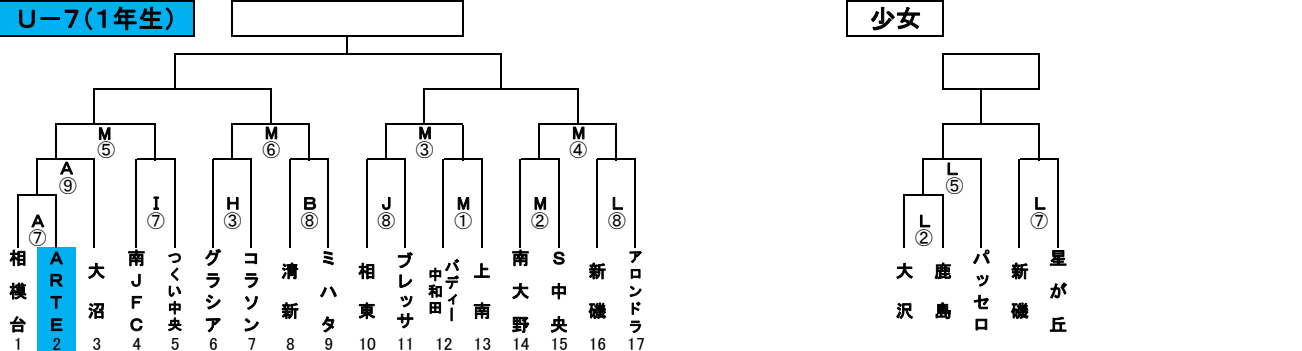 U－7(1年生)
少女
M ⑤
M ⑥
M ③
M ④
A ⑨
L ⑤
A ⑦
I ⑦
H ③
B ⑧
J ⑧
M ①
M ②
L ⑧
L ②
L ⑦
相模台 1
ARTE 2
大沼 3
南JFC 4
つくい中央 5
グラシア 6
コラソン 7
清新 8
ミハタ 9
相東 10
ブレッサ 11
バディー中和田 12
上南 13
南大野 14
S中央 15
新磯 16
アロンドラ 17
大沢
鹿島
パッセロ
新磯
星が丘